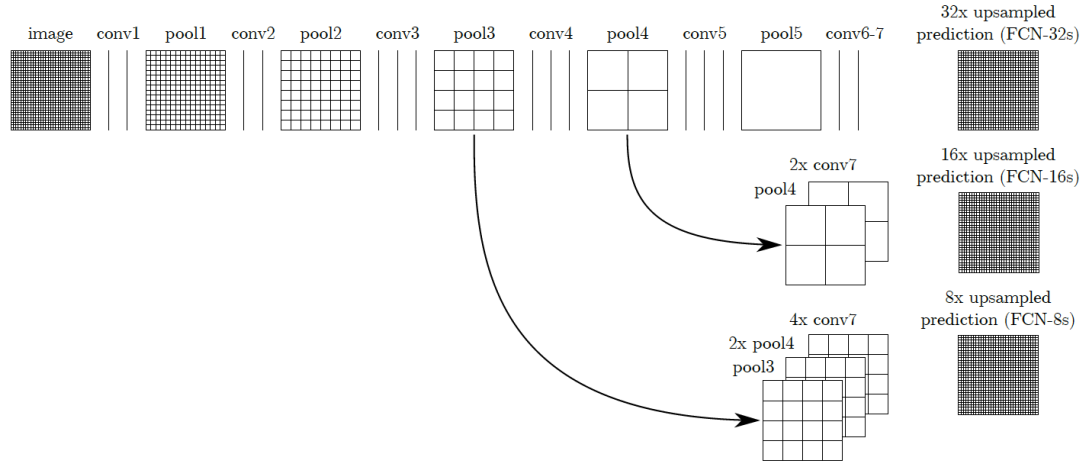 image conv1 pool1 conv2 pool2 conv3 pool3 conv4 pool4 conv5 pool5 conv6-7
32x upsampled
prediction (FCN-32s)
16x upsampled
prediction (FCN-16s)
2x conv7
pool4
8x upsampled
prediction (FCN-8s)
4x conv7
2x pool4
pool3